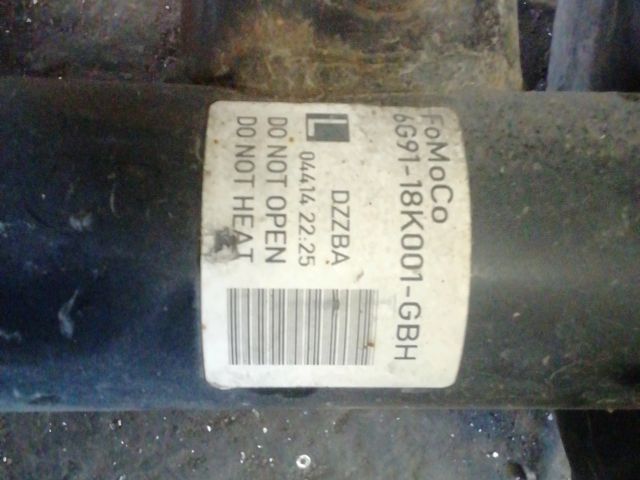 FoMoCo
6G91-18K001-GBH
DZZBA
L 04414 22:25
DO NOT OPEN
DO NOT HEAT